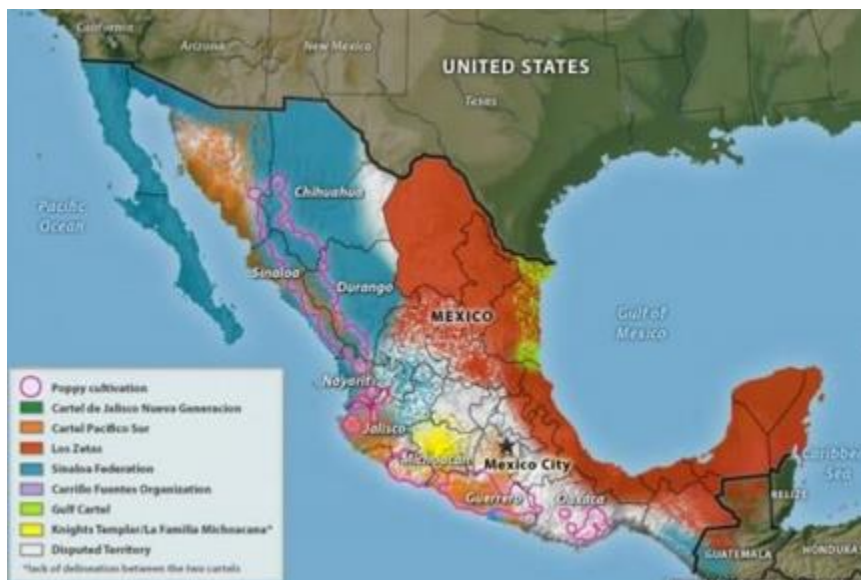 California
Arizona
New Mexico
UNITED STATES
Texas
Pacific
Ocean
Chihuahua
Sinaloa
Durango
MEXICO
Gulf of
Mexico
Nayarit
Jalisco
Michoacán
Mexico City
Guerrero
Oaxaca
Caribbean
Sea
BELIZE
GUATEMALA
HONDURA
Poppy cultivation
Cartel de Jalisco Nueva Generacion
Cartel Pacifico Sur
Los Zetas
Sinaloa Federation
Carrillo Fuentes Organization
Gulf Cartel
Knights Templar/La Familia Michoacana*
Disputed Territory
*lack of delineation between the two cartels